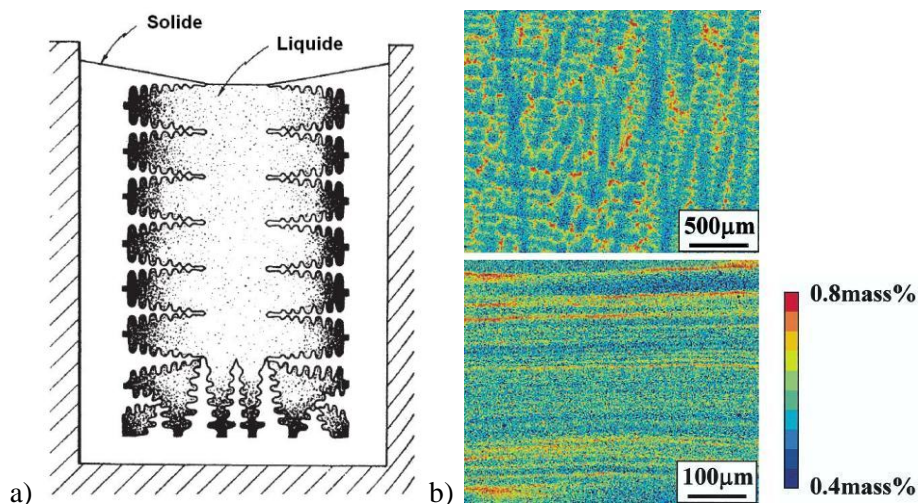 Solide
Liquide
500µm
0.8mass%
100µm
0.4mass%
a)
b)